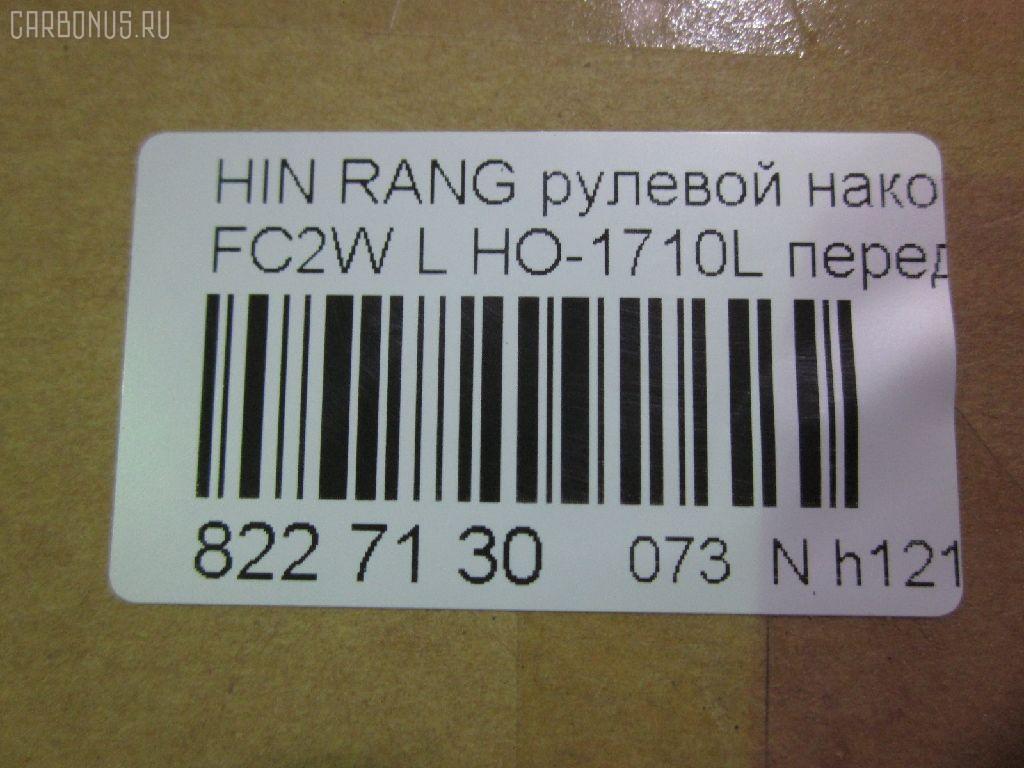 CARBONUS.RU
HIN RANG рулевой нако
FC2W L HO-1710L перед
822 71 30 073 N h121